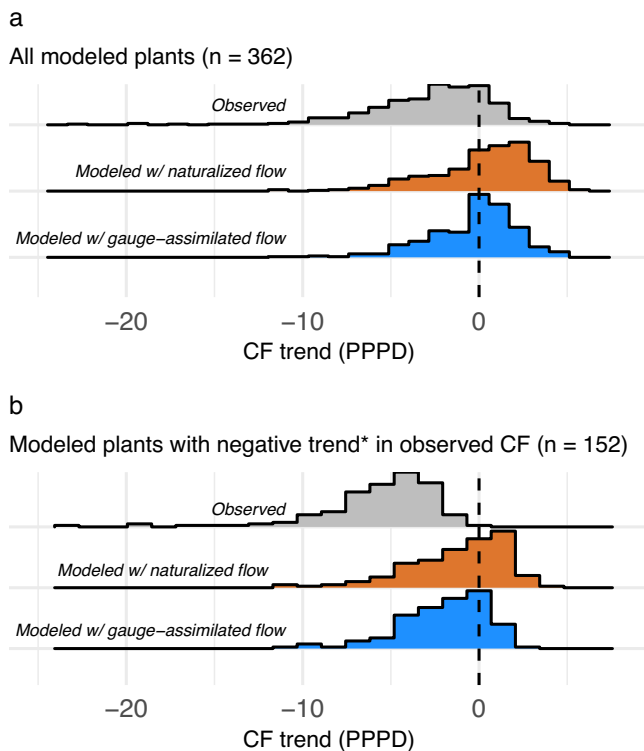 a
All modeled plants (n = 362)
Observed
Modeled w/ naturalized flow
Modeled w/ gauge−assimilated flow
−20 −10 0
CF trend (PPPD)
b
Modeled plants with negative trend* in observed CF (n = 152)
Observed
Modeled w/ naturalized flow
Modeled w/ gauge−assimilated flow
−20 −10 0
CF trend (PPPD)